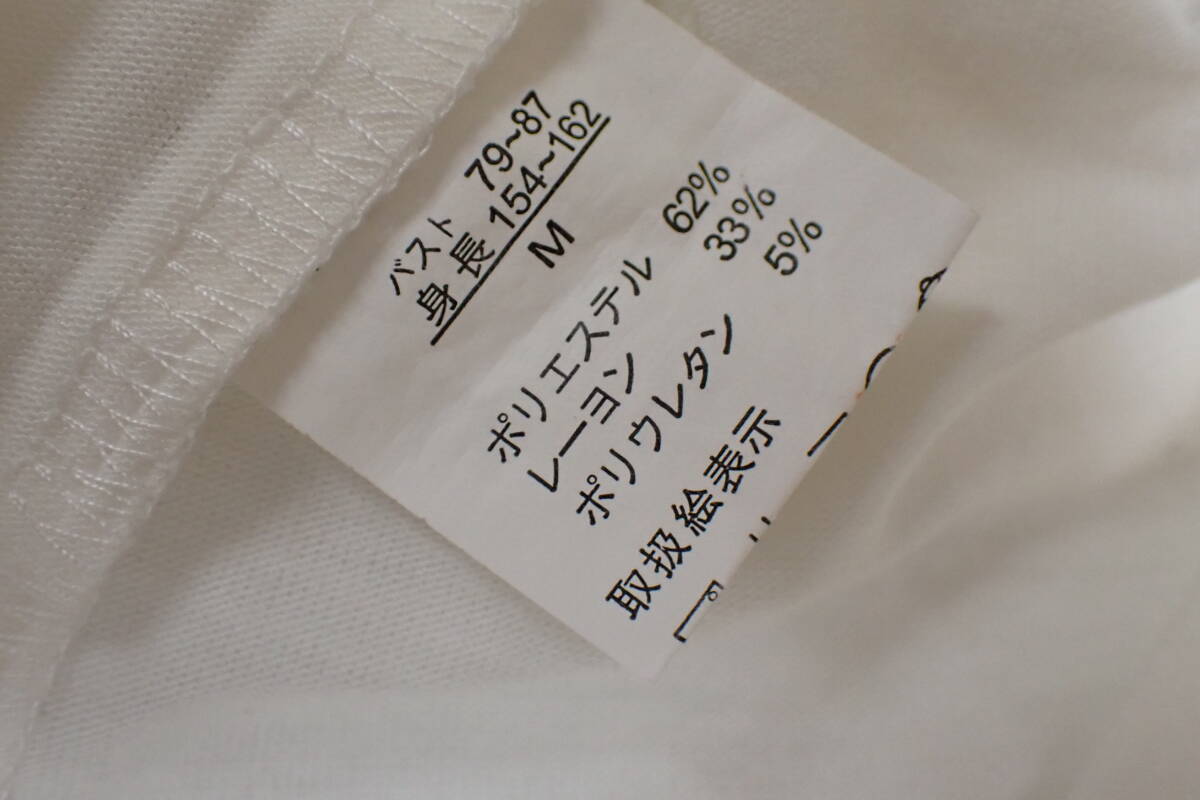 バスト 79~87
身長 154~162
M
ポリエステル 62%
レーヨン 33%
ポリウレタン 5%
取扱絵表示